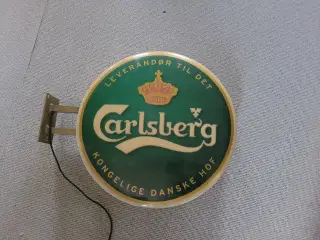 LEVERANDØR TIL DET
Carlsberg
KONGELIGE DANSKE HOF